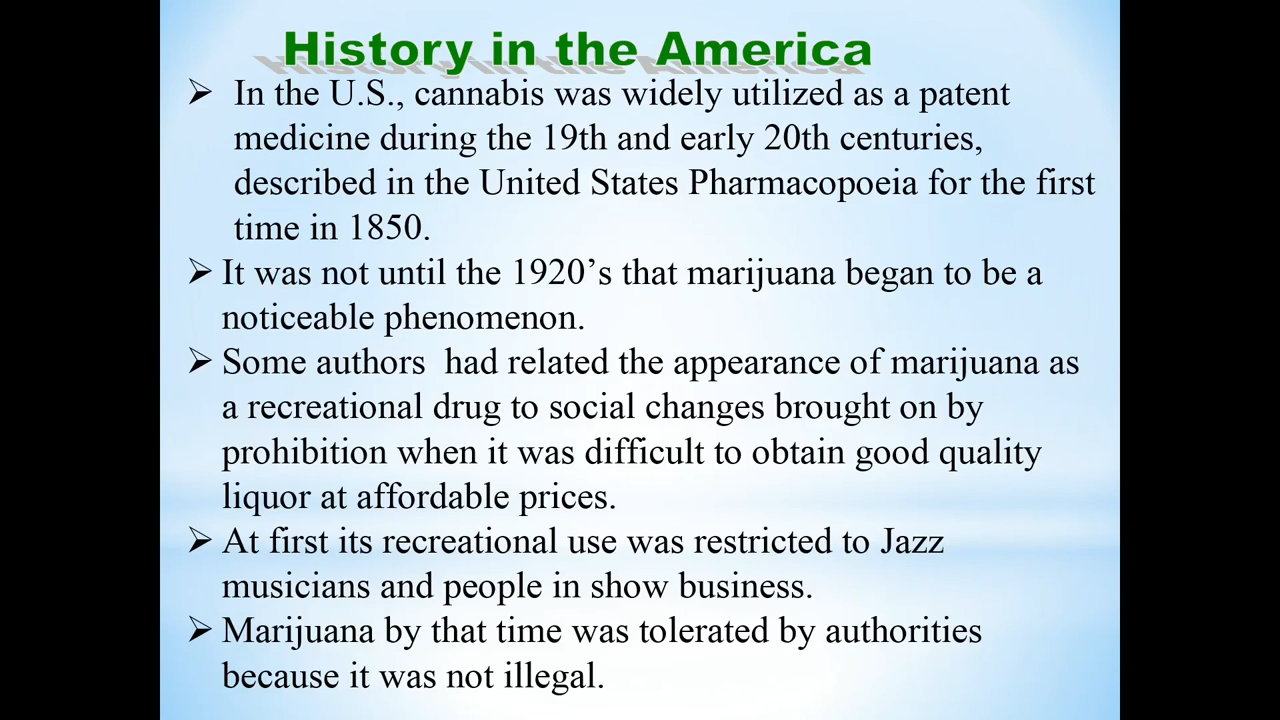 History in the America
➢ In the U.S., cannabis was widely utilized as a patent
medicine during the 19th and early 20th centuries,
described in the United States Pharmacopoeia for the first
time in 1850.
➢ It was not until the 1920’s that marijuana began to be a
noticeable phenomenon.
➢ Some authors  had related the appearance of marijuana as
a recreational drug to social changes brought on by
prohibition when it was difficult to obtain good quality
liquor at affordable prices.
➢ At first its recreational use was restricted to Jazz
musicians and people in show business.
➢ Marijuana by that time was tolerated by authorities
because it was not illegal.